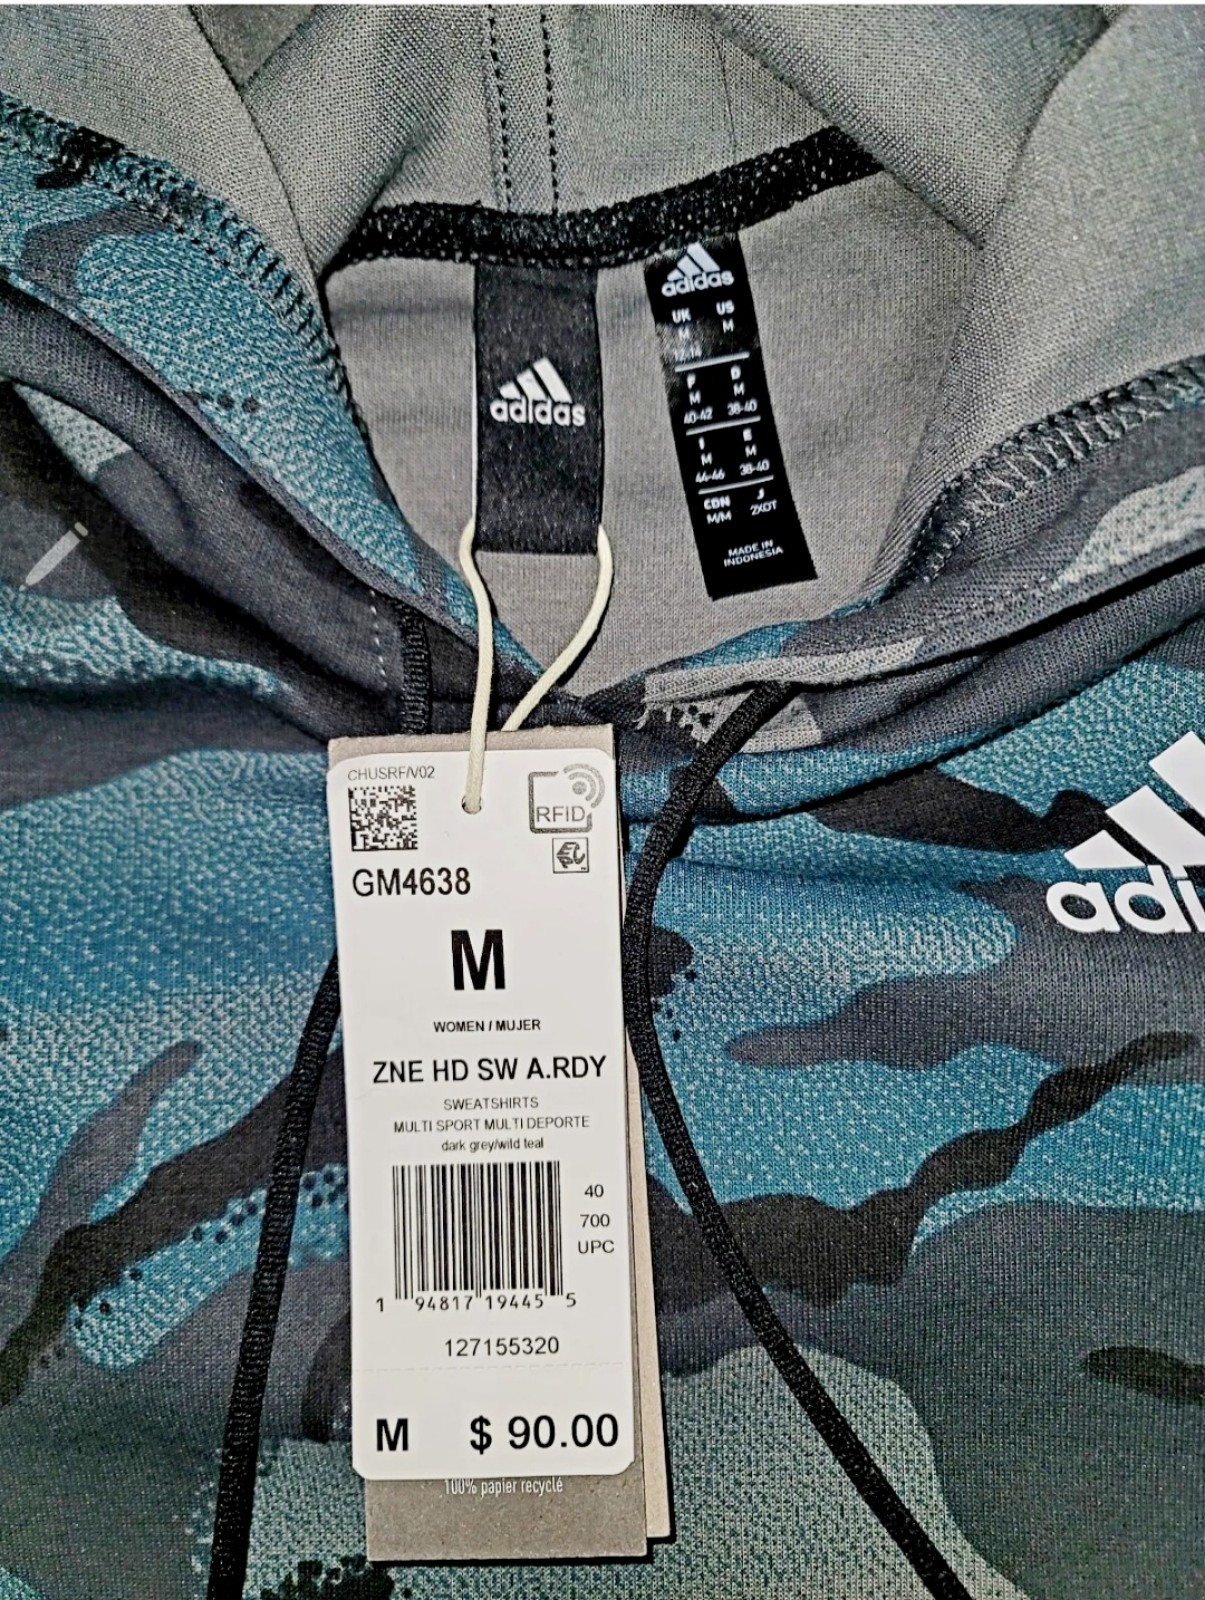 adidas
adidas
UK US
M M
12-14
F D
M M
40-42 38-40
I E
M M
44-46 38-40
CDN J
M/M 2XOT
MADE IN
INDONESIA
CHUSRF/V02
RFID
GM4638
M
WOMEN / MUJER
ZNE HD SW A.RDY
SWEATSHIRTS
MULTI SPORT MULTI DEPORTE
dark grey/wild teal
40
700
UPC
1 94817 19445 5
127155320
M $ 90.00
100% papier recyclé
adi